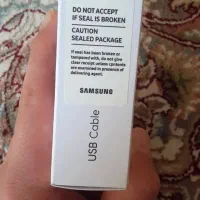 DO NOT ACCEPT
IF SEAL IS BROKEN
CAUTION
SEALED PACKAGE
If seal has been broken or
tampered with, do not give
clear receipt unless contents
are examined in presence of
delivering agent.
SAMSUNG
USB Cable